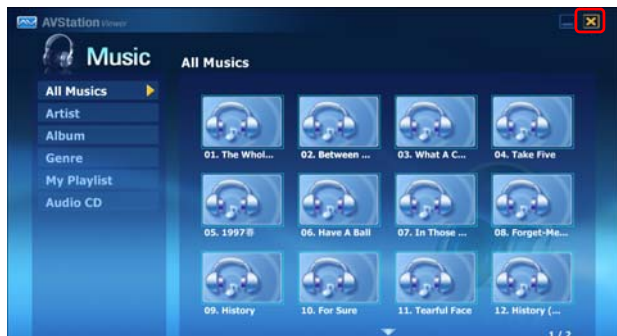 AVStation viewer
Music
All Musics
All Musics
Artist
Album
Genre
My Playlist
Audio CD
01. The Whol...
02. Between ...
03. What A C...
04. Take Five
05. 1997
06. Have A Ball
07. In Those ...
08. Forget-Me...
09. History
10. For Sure
11. Tearful Face
12. History (...